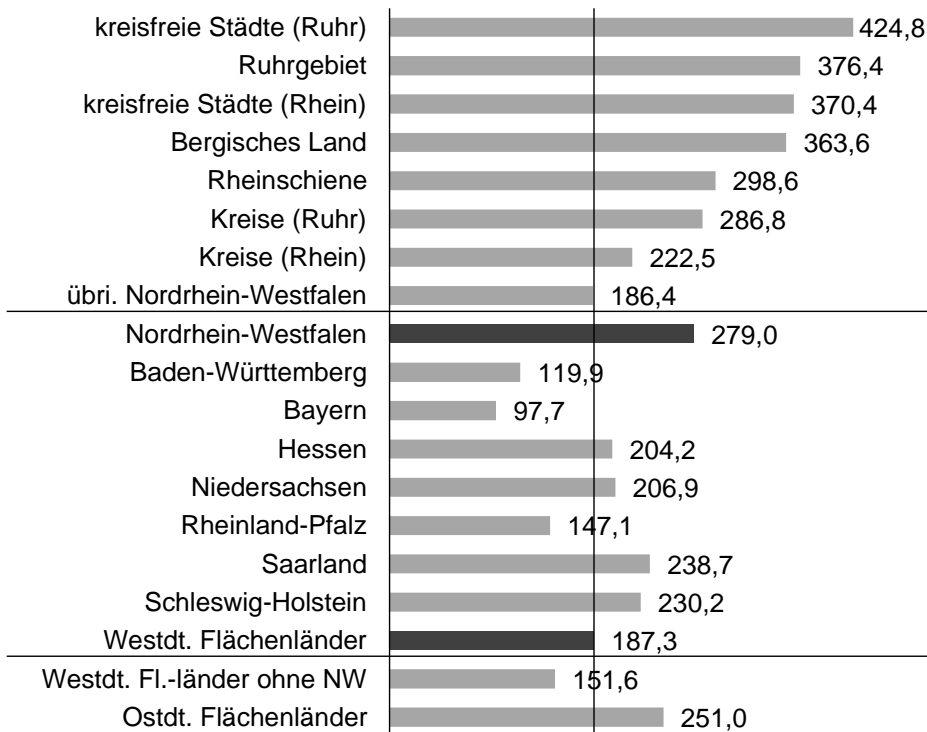 kreisfreie Städte (Ruhr) 424,8
Ruhrgebiet 376,4
kreisfreie Städte (Rhein) 370,4
Bergisches Land 363,6
Rheinschiene 298,6
Kreise (Ruhr) 286,8
Kreise (Rhein) 222,5
übri. Nordrhein-Westfalen 186,4
Nordrhein-Westfalen 279,0
Baden-Württemberg 119,9
Bayern 97,7
Hessen 204,2
Niedersachsen 206,9
Rheinland-Pfalz 147,1
Saarland 238,7
Schleswig-Holstein 230,2
Westdt. Flächenländer 187,3
Westdt. Fl.-länder ohne NW 151,6
Ostdt. Flächenländer 251,0